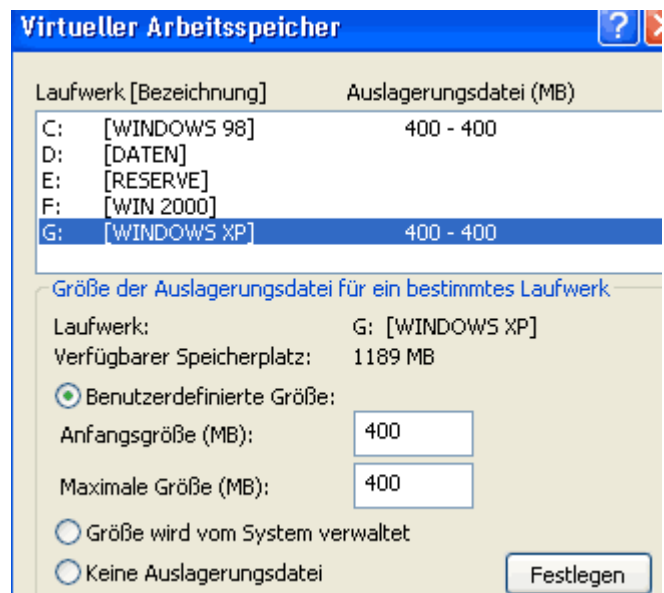 Virtueller Arbeitsspeicher
Laufwerk [Bezeichnung] Auslagerungsdatei (MB)
C: [WINDOWS 98] 400 - 400
D: [DATEN]
E: [RESERVE]
F: [WIN 2000]
G: [WINDOWS XP] 400 - 400
Größe der Auslagerungsdatei für ein bestimmtes Laufwerk
Laufwerk: G: [WINDOWS XP]
Verfügbarer Speicherplatz: 1189 MB
Benutzerdefinierte Größe:
Anfangsgröße (MB): 400
Maximale Größe (MB): 400
Größe wird vom System verwaltet
Keine Auslagerungsdatei Festlegen